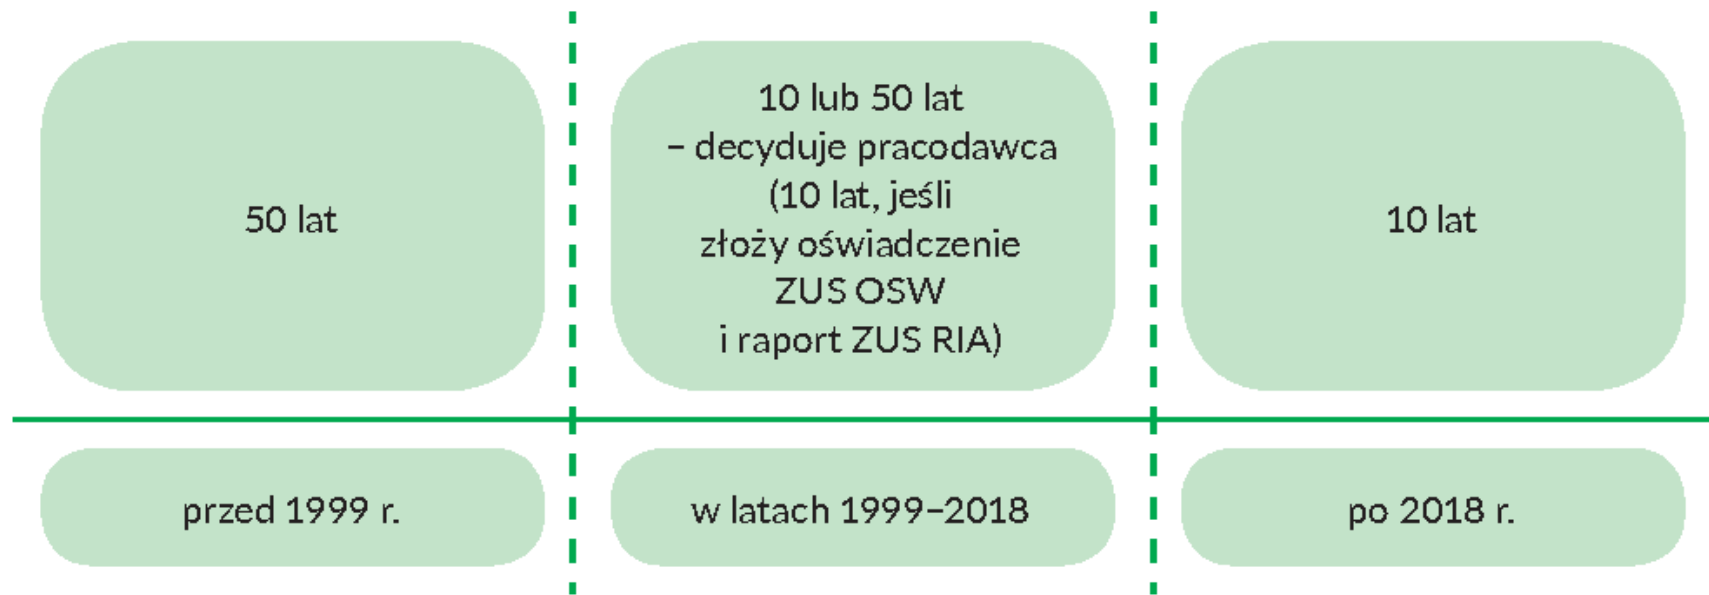 50 lat
10 lub 50 lat
– decyduje pracodawca
(10 lat, jeśli
złoży oświadczenie
ZUS OSW
i raport ZUS RIA)
10 lat
przed 1999 r.
w latach 1999–2018
po 2018 r.